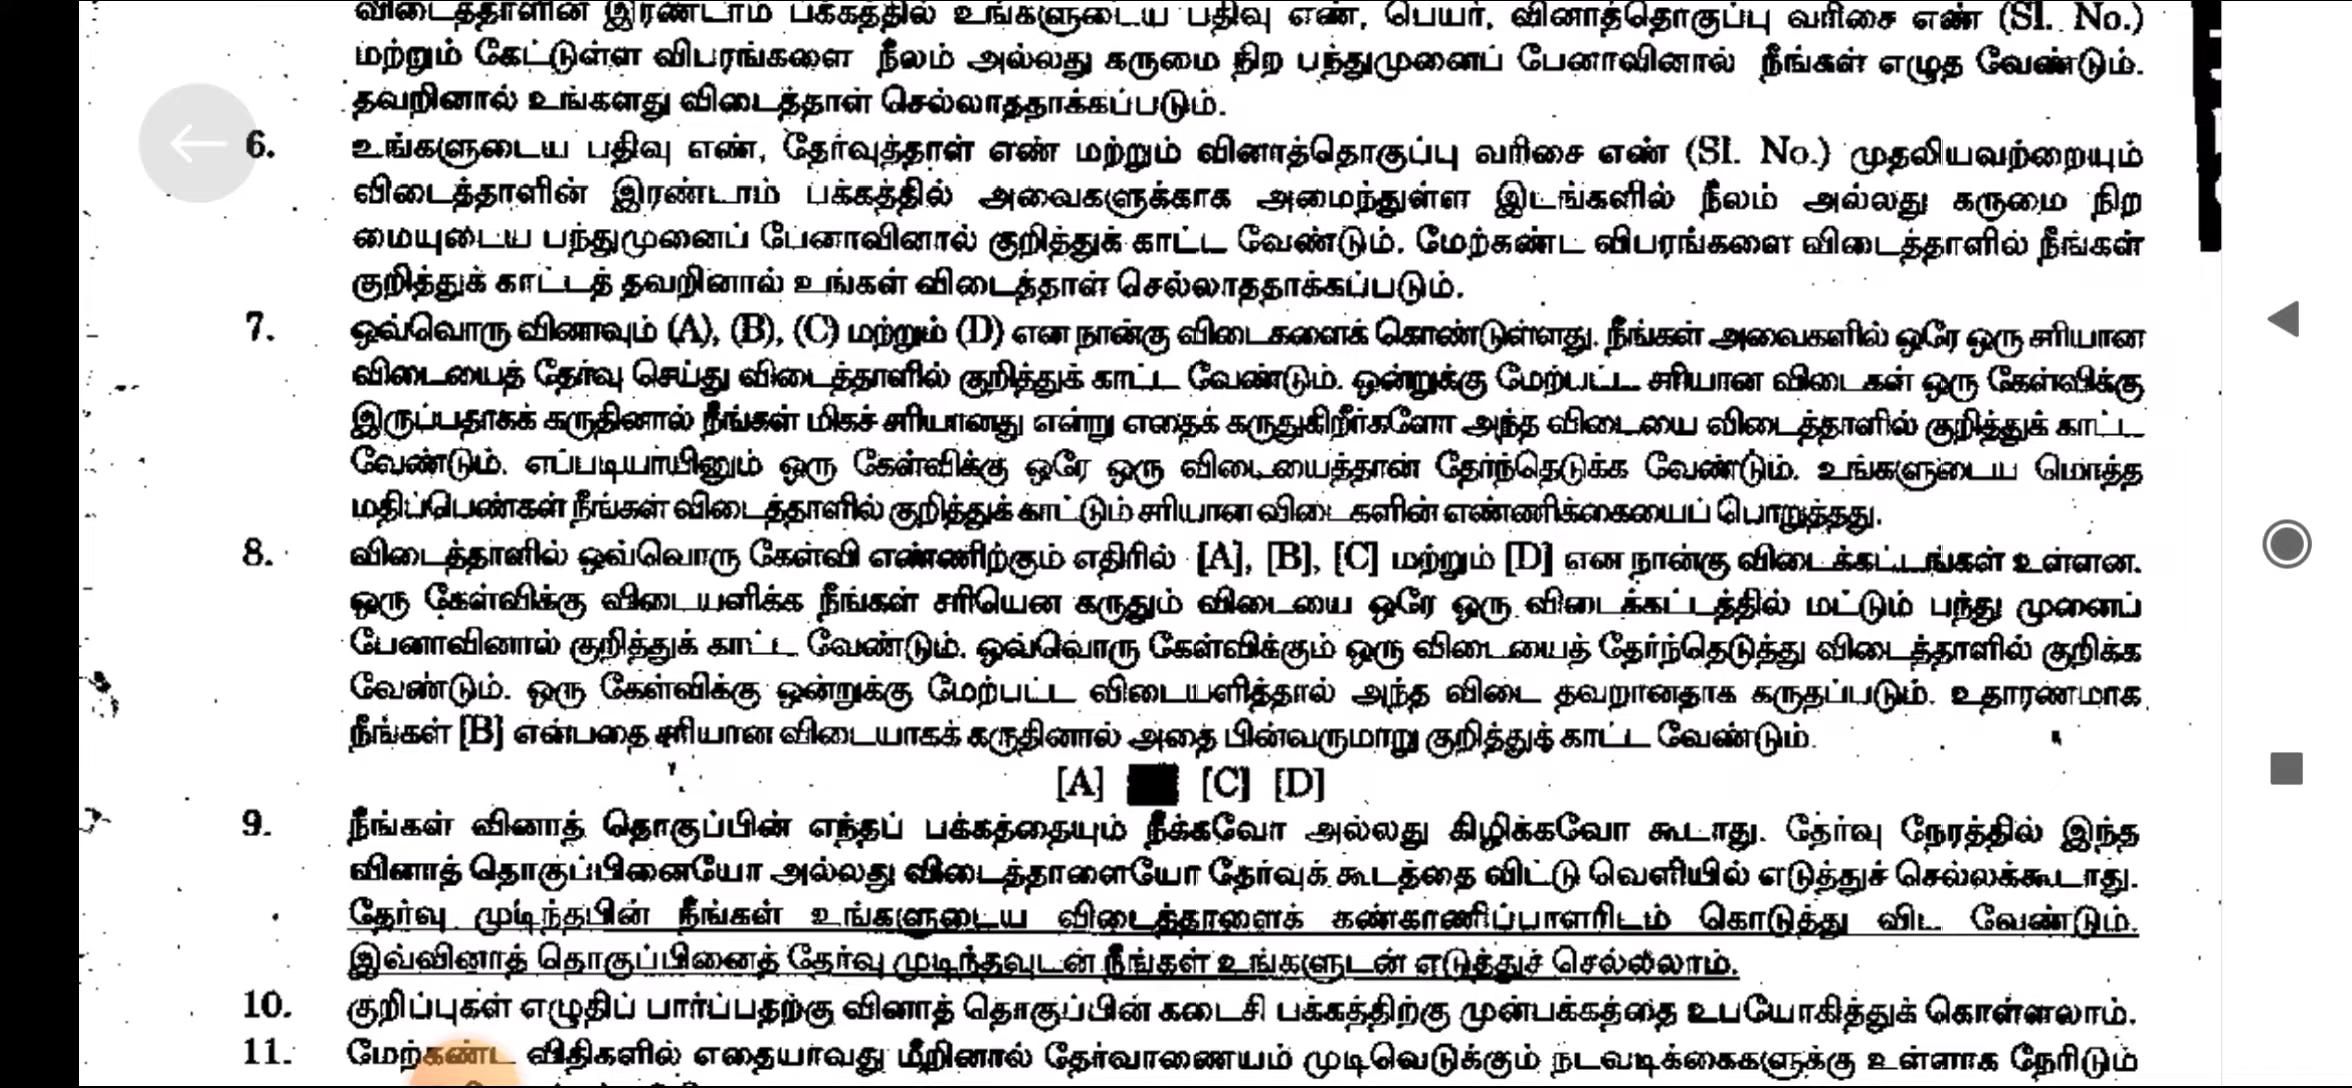 விடைத்தாளின் இரண்டாம் பக்கத்தில் உங்களுடைய பதிவு எண், பெயர், வினாத்தொகுப்பு வரிசை எண் (Sl. No.)
மற்றும் கேட்டுள்ள விபரங்களை நீலம் அல்லது கருமை நிற பந்துமுனைப் பேனாவினால் நீங்கள் எழுத வேண்டும்.
தவறினால் உங்களது விடைத்தாள் செல்லாததாக்கப்படும்.
6. உங்களுடைய பதிவு எண், தேர்வுத்தாள் எண் மற்றும் வினாத்தொகுப்பு வரிசை எண் (Sl. No.) முதலியவற்றையும்
விடைத்தாளின் இரண்டாம் பக்கத்தில் அவைகளுக்காக அமைந்துள்ள இடங்களில் நீலம் அல்லது கருமை நிற
மையுடைய பந்துமுனைப் பேனாவினால் குறித்துக் காட்ட வேண்டும். மேற்கண்ட விபரங்களை விடைத்தாளில் நீங்கள்
குறித்துக் காட்டத் தவறினால் உங்கள் விடைத்தாள் செல்லாததாக்கப்படும்.
7. ஒவ்வொரு வினாவும் (A), (B), (C) மற்றும் (D) என நான்கு விடைகளைக் கொண்டுள்ளது. நீங்கள் அவைகளில் ஒரே ஒரு சரியான
விடையைத் தேர்வு செய்து விடைத்தாளில் குறித்துக் காட்ட வேண்டும். ஒன்றுக்கு மேற்பட்ட சரியான விடைகள் ஒரு கேள்விக்கு
இருப்பதாகக் கருதினால் நீங்கள் மிகச் சரியானது என்று எதைக் கருதுகிறீர்களோ அந்த விடையை விடைத்தாளில் குறித்துக் காட்ட
வேண்டும். எப்படியாயினும் ஒரு கேள்விக்கு ஒரே ஒரு விடையைத்தான் தேர்ந்தெடுக்க வேண்டும். உங்களுடைய மொத்த
மதிப்பெண்கள் நீங்கள் விடைத்தாளில் குறித்துக் காட்டும் சரியான விடைகளின் எண்ணிக்கையைப் பொறுத்தது.
8. விடைத்தாளில் ஒவ்வொரு கேள்வி எண்ணிற்கும் எதிரில் [A], [B], [C] மற்றும் [D] என நான்கு விடைக்கட்டங்கள் உள்ளன.
ஒரு கேள்விக்கு விடையளிக்க நீங்கள் சரியென கருதும் விடையை ஒரே ஒரு விடைக்கட்டத்தில் மட்டும் பந்து முனைப்
பேனாவினால் குறித்துக் காட்ட வேண்டும். ஒவ்வொரு கேள்விக்கும் ஒரு விடையைத் தேர்ந்தெடுத்து விடைத்தாளில் குறிக்க
வேண்டும். ஒரு கேள்விக்கு ஒன்றுக்கு மேற்பட்ட விடையளித்தால் அந்த விடை தவறானதாக கருதப்படும். உதாரணமாக
நீங்கள் [B] என்பதை சரியான விடையாகக் கருதினால் அதை பின்வருமாறு குறித்துக் காட்ட வேண்டும்.
[A] [C] [D]
9. நீங்கள் வினாத் தொகுப்பின் எந்தப் பக்கத்தையும் நீக்கவோ அல்லது கிழிக்கவோ கூடாது. தேர்வு நேரத்தில் இந்த
வினாத் தொகுப்பினையோ அல்லது விடைத்தாளையோ தேர்வுக் கூடத்தை விட்டு வெளியில் எடுத்துச் செல்லக்கூடாது.
தேர்வு முடிந்தபின் நீங்கள் உங்களுடைய விடைத்தாளைக் கண்காணிப்பாளரிடம் கொடுத்து விட வேண்டும்.
இவ்வினாத் தொகுப்பினைத் தேர்வு முடிந்தவுடன் நீங்கள் உங்களுடன் எடுத்துச் செல்லலாம்.
10. குறிப்புகள் எழுதிப் பார்ப்பதற்கு வினாத் தொகுப்பின் கடைசி பக்கத்திற்கு முன்பக்கத்தை உபயோகித்துக் கொள்ளலாம்.
11. மேற்கண்ட விதிகளில் எதையாவது மீறினால் தேர்வாணையம் முடிவெடுக்கும் நடவடிக்கைகளுக்கு உள்ளாக நேரிடும்